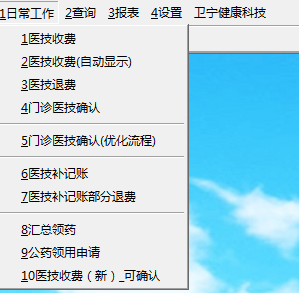 1日常工作 2查询 3报表 4设置 卫宁健康科技
1医技收费
2医技收费(自动显示)
3医技退费
4门诊医技确认
5门诊医技确认(优化流程)
6医技补记账
7医技补记账部分退费
8汇总领药
9公药领用申请
10医技收费（新）_可确认